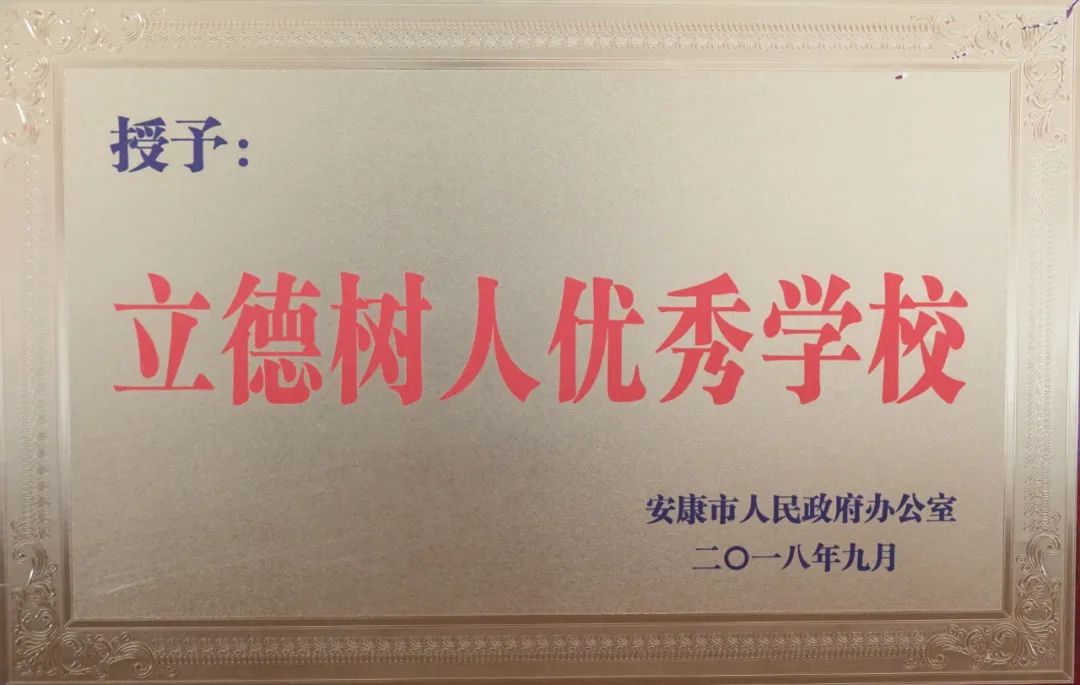 授予：
立德树人优秀学校
安康市人民政府办公室
二〇一八年九月